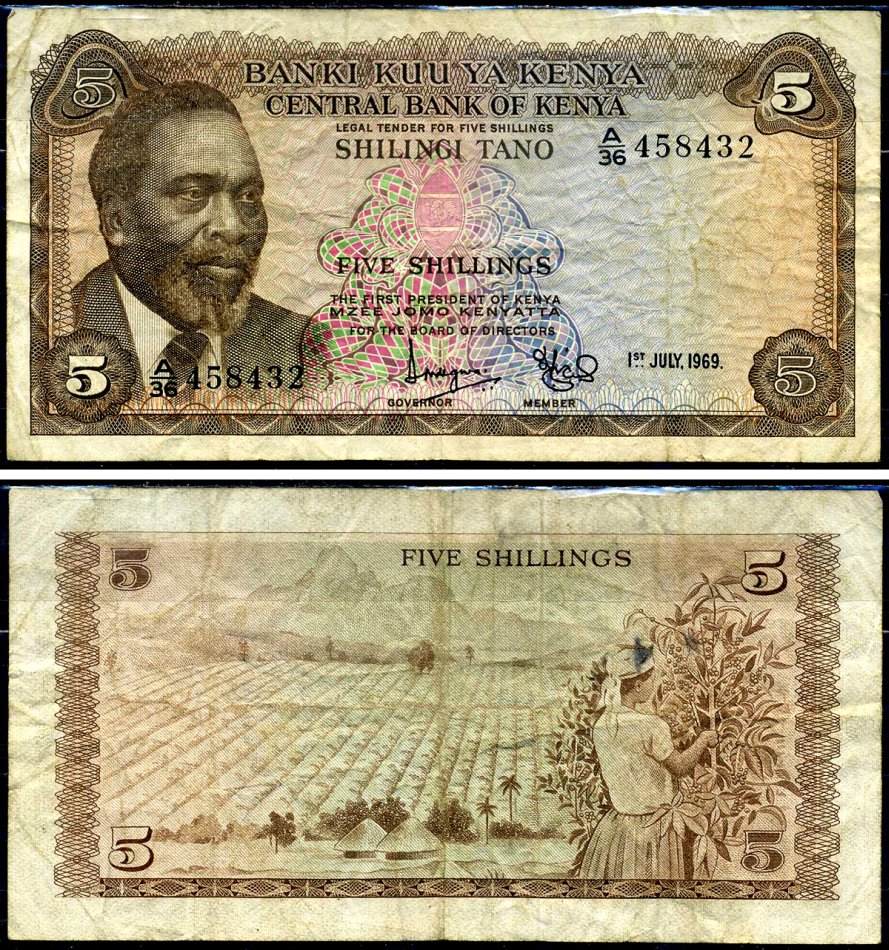 5
5
BANKI KUU YA KENYA
CENTRAL BANK OF KENYA
LEGAL TENDER FOR FIVE SHILLINGS
SHILINGI TANO
A/36 458432
FIVE SHILLINGS
THE FIRST PRESIDENT OF KENYA
MZEE JOMO KENYATTA
FOR THE BOARD OF DIRECTORS
1ST JULY, 1969.
5
A/36 458432
GOVERNOR
MEMBER
5
5
FIVE SHILLINGS
5
5
5